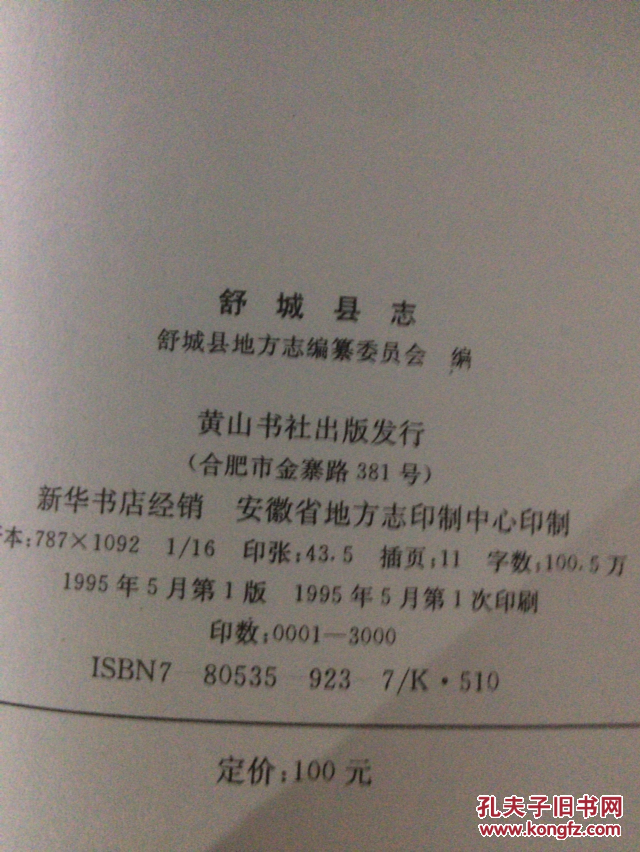 舒城县志
舒城县地方志编纂委员会 编
黄山书社出版发行
(合肥市金寨路381号)
新华书店经销 安徽省地方志印制中心印制
本:787×1092 1/16 印张:43.5 插页:11 字数:100.5万
1995年5月第1版 1995年5月第1次印刷
印数:0001—3000
ISBN7-80535-923-7/K·510
定价:100元
孔夫子旧书网
www.kongfz.com